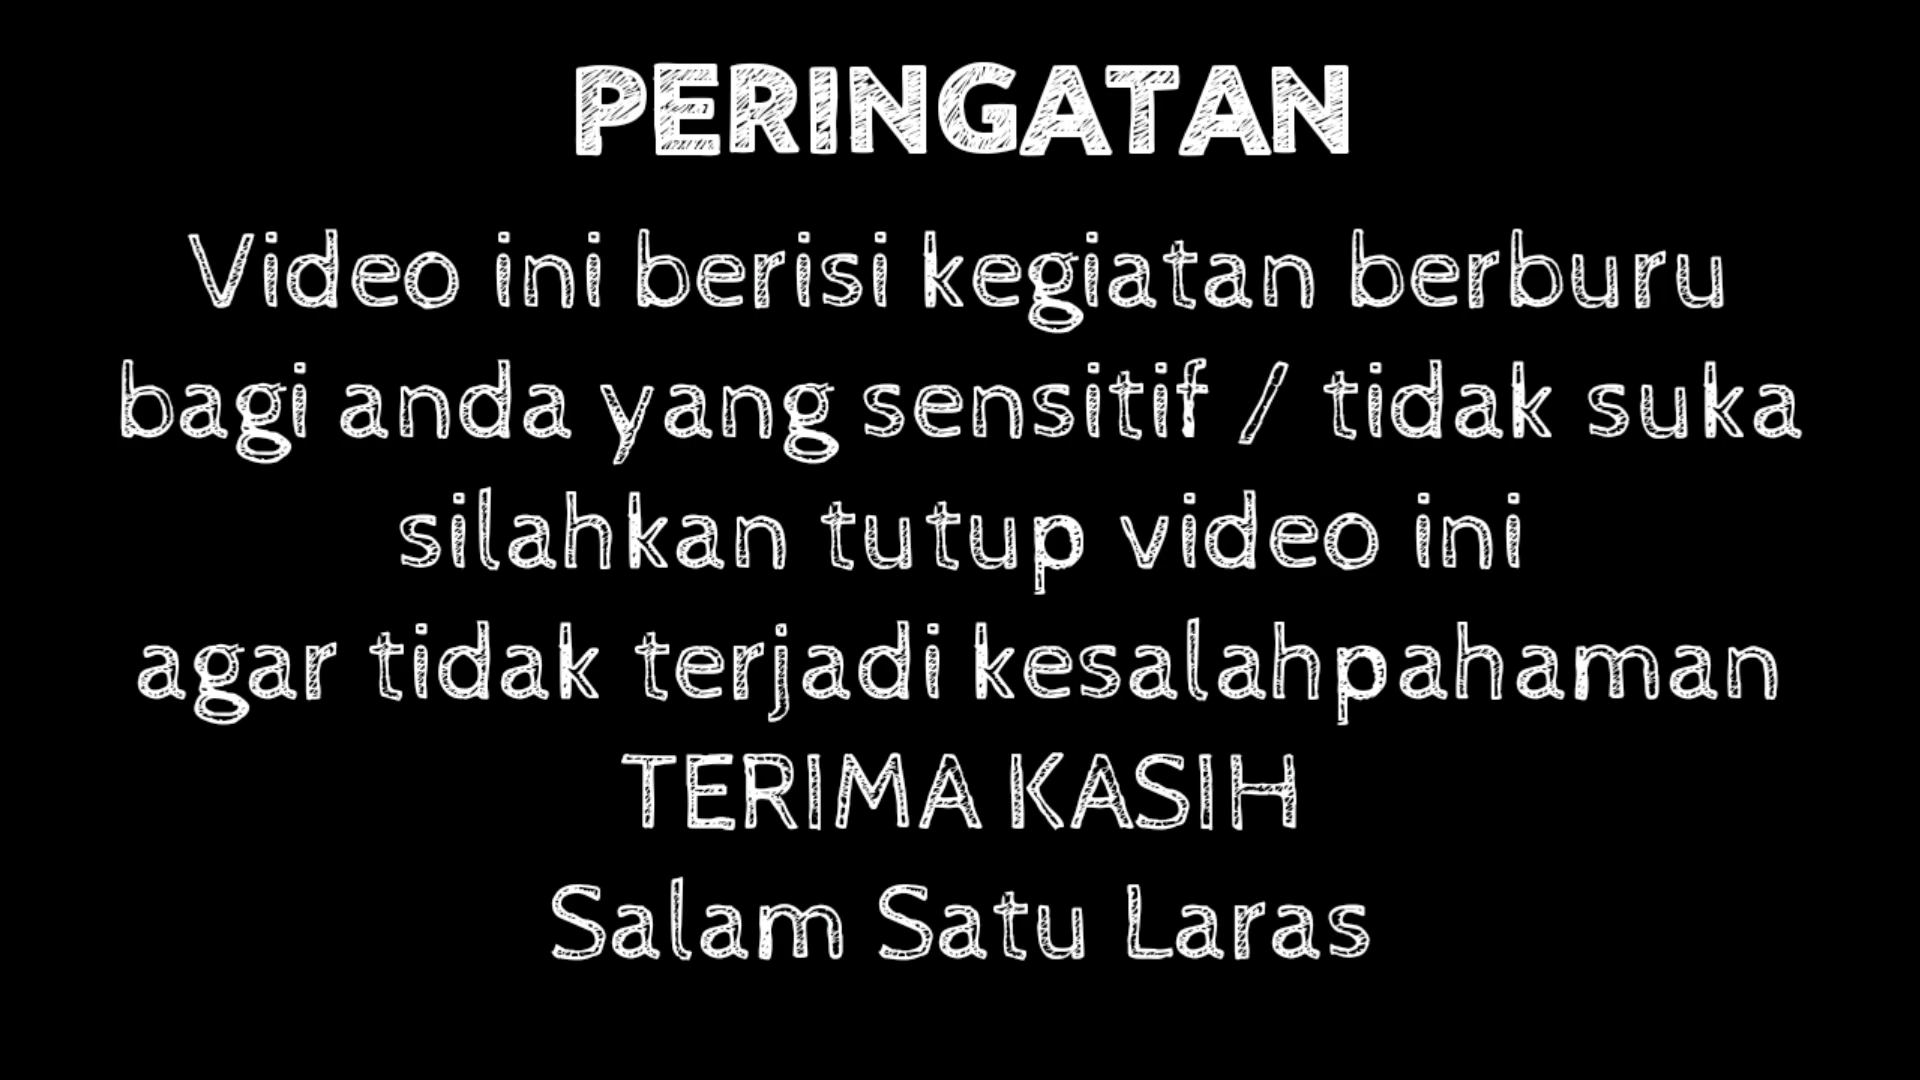 PERINGATAN
Video ini berisi kegiatan berburu
bagi anda yang sensitif / tidak suka
silahkan tutup video ini
agar tidak terjadi kesalahpahaman
TERIMA KASIH
Salam Satu Laras